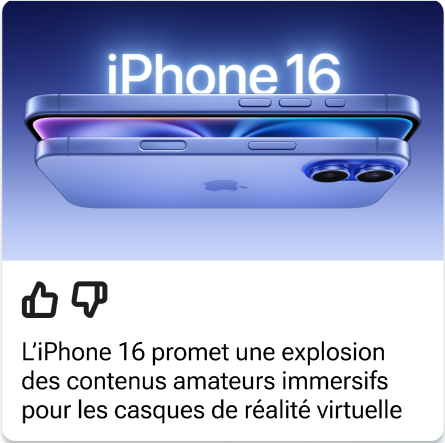 iPhone 16
L’iPhone 16 promet une explosion
des contenus amateurs immersifs
pour les casques de réalité virtuelle